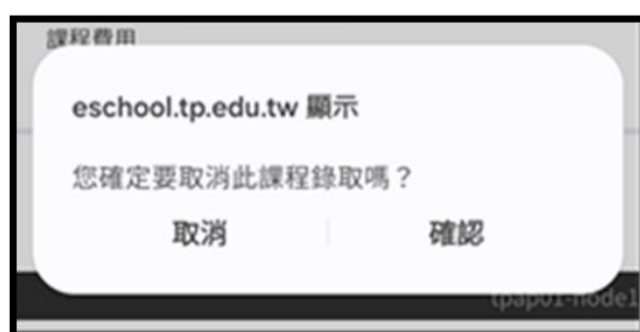 課程費用
eschool.tp.edu.tw 顯示
您確定要取消此課程錄取嗎？
取消 確認
tpap01-node1